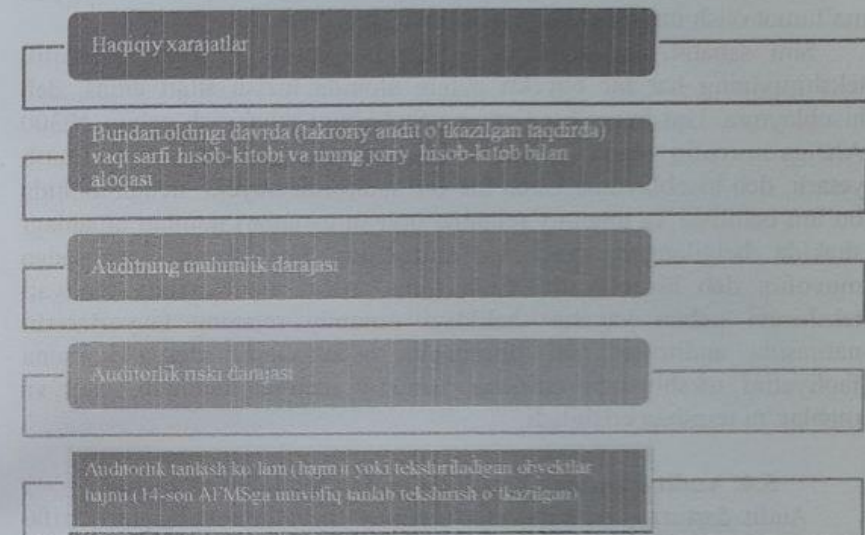 Haqiqiy xarajatlar
Bundan oldingi davrda (takroriy audit o'tkazilgan taqdirda)
vaqt sarfi hisob-kitobi va uning joriy hisob-kitob bilan
aloqasi
Auditning muhimlik darajasi
Auditorlik riski darajasi
Auditorlik tanlash ko'lami (hajmi) yoki tekshiriladigan obyektlar
hajmi (14-son AFMSga muvofiq tanlab tekshirish o'tkazilgan)